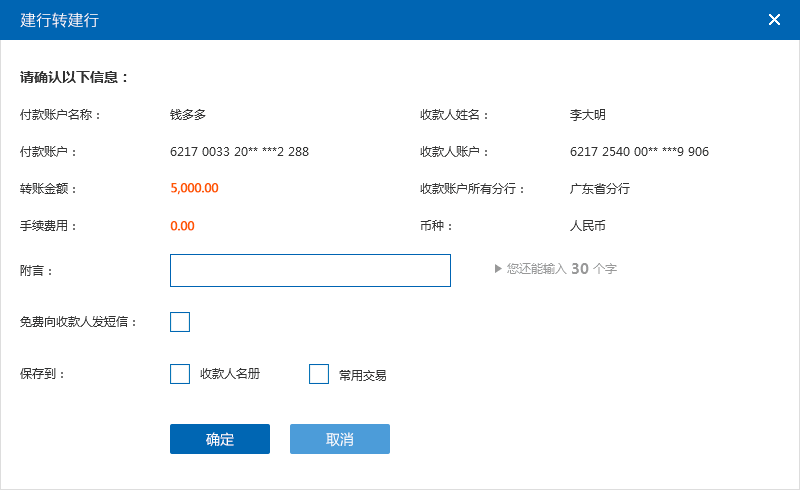 建行转建行
请确认以下信息：
付款账户名称： 钱多多 收款人姓名： 李大明
付款账户： 6217 0033 20** ***2 288 收款人账户： 6217 2540 00** ***9 906
转账金额： 5,000.00 收款账户所有分行： 广东省分行
手续费用： 0.00 币种： 人民币
附言： 您还能输入 30 个字
免费向收款人发短信：
保存到： 收款人名册 常用交易
确定 取消